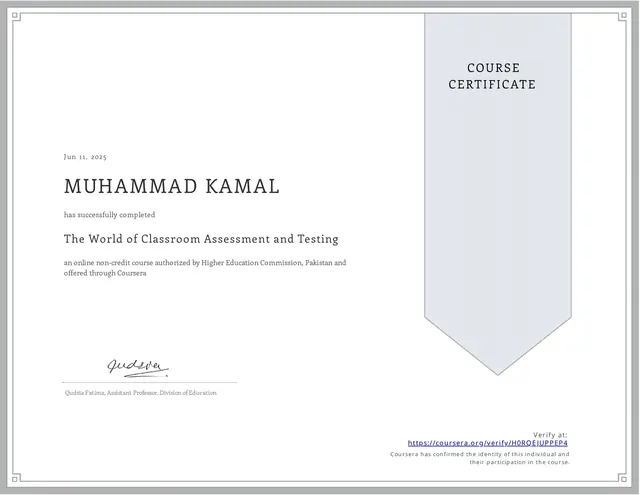 COURSE
CERTIFICATE
Jun 11, 2025
MUHAMMAD KAMAL
has successfully completed
The World of Classroom Assessment and Testing
an online non-credit course authorized by Higher Education Commission, Pakistan and
offered through Coursera
Qudsia Fatima, Assistant Professor, Division of Education
Verify at:
https://coursera.org/verify/H0RQEJUPPEP4
Coursera has confirmed the identity of this individual and
their participation in the course.